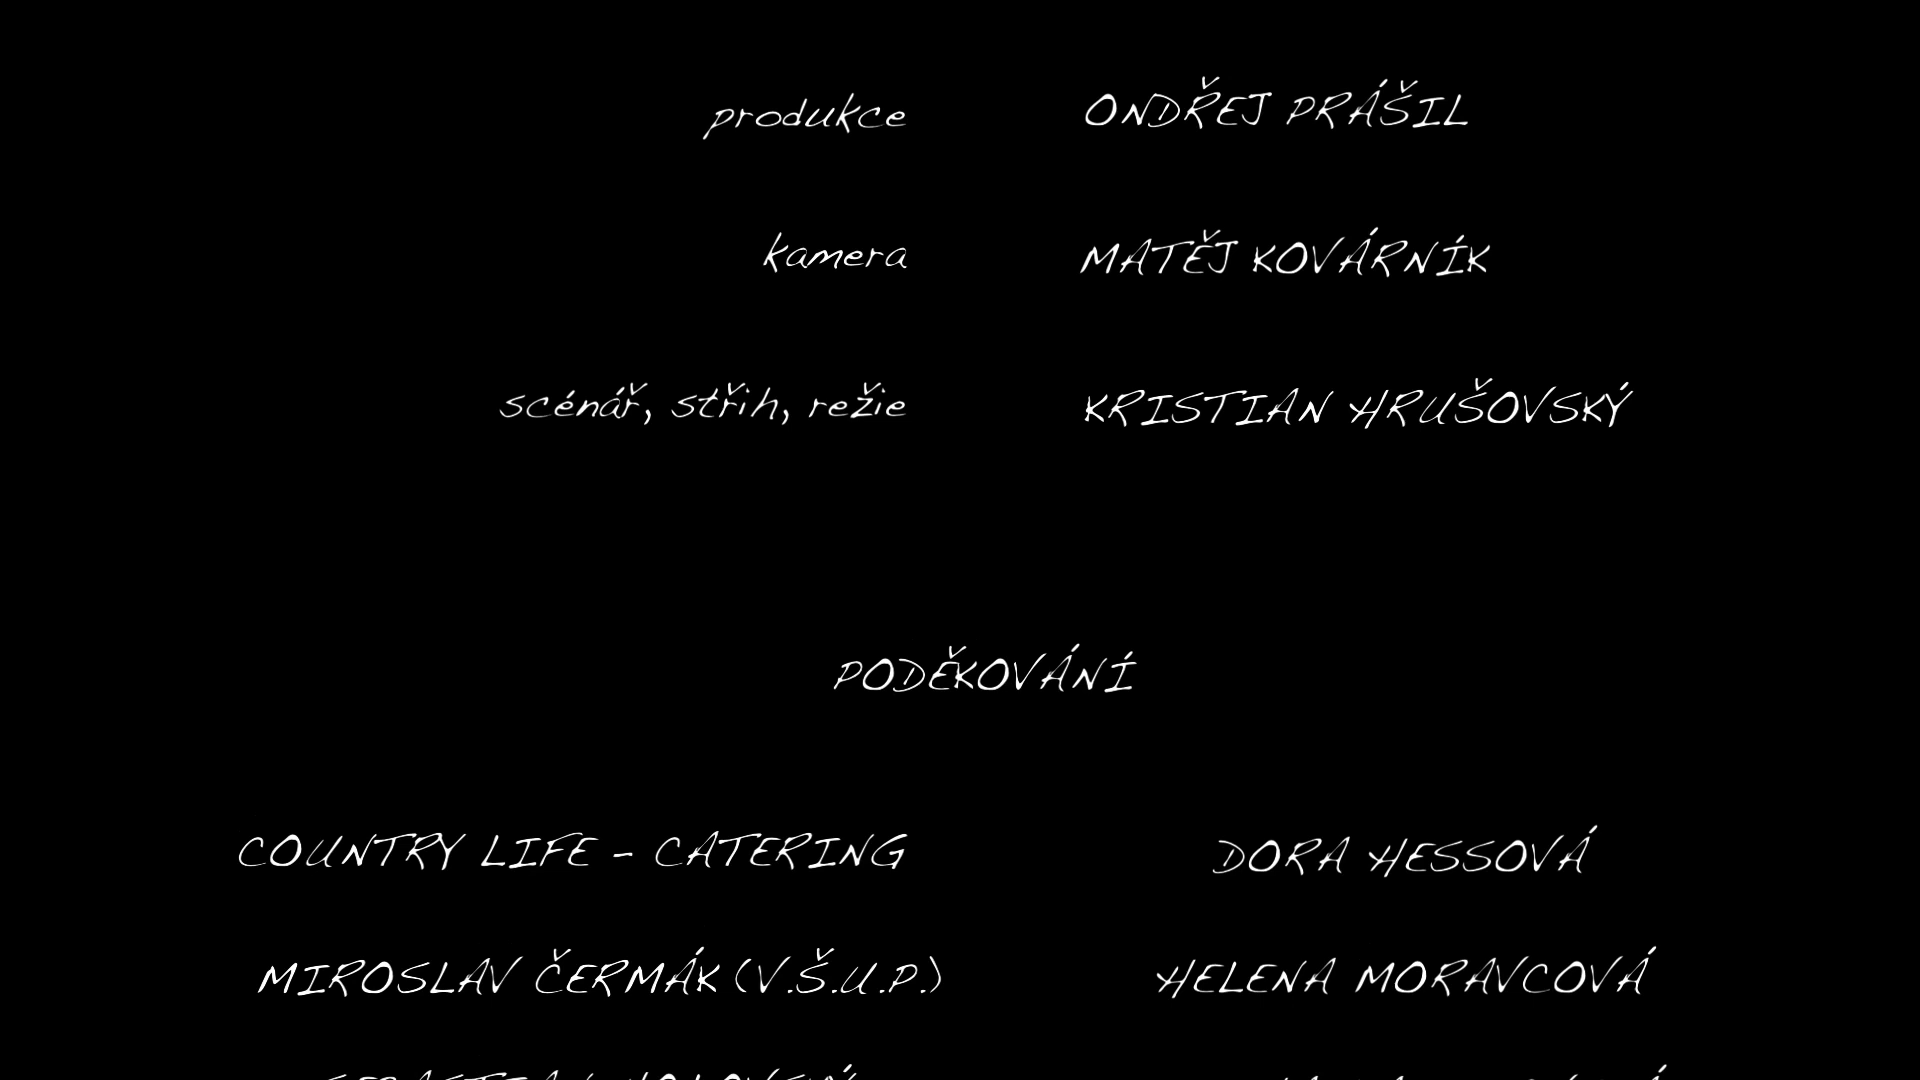 produkce ONDŘEJ PRÁŠIL
kamera MATĚJ KOVÁRNÍK
scénář, střih, režie KRISTIAN HRUŠOVSKÝ
PODĚKOVÁNÍ
COUNTRY LIFE - CATERING DORA HESSOVÁ
MIROSLAV ČERMÁK (V.Š.U.P.) HELENA MORAVCOVÁ